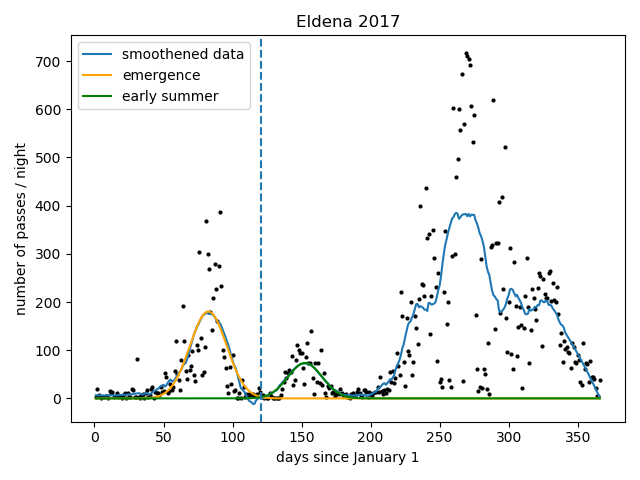 Eldena 2017
smoothened data
emergence
early summer
number of passes / night
700
600
500
400
300
200
100
0
0 50 100 150 200 250 300 350
days since January 1